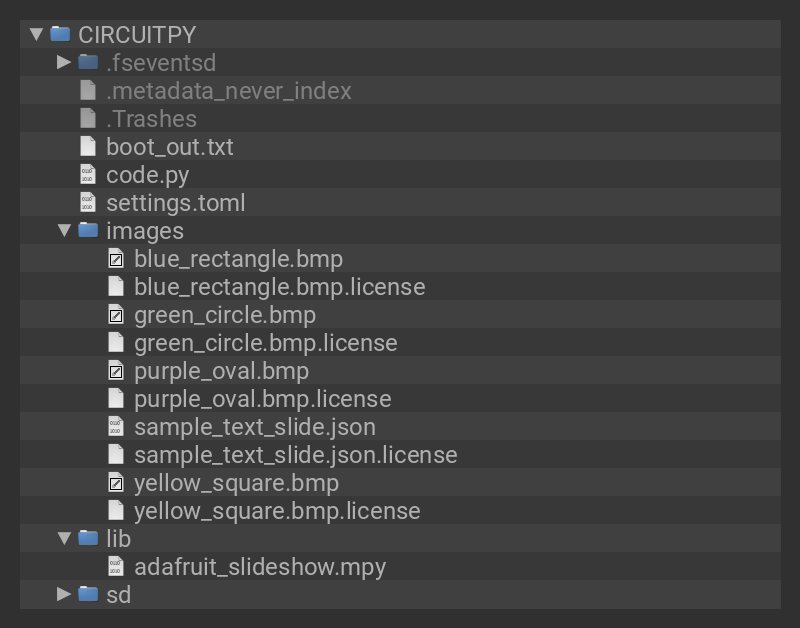 CIRCUITPY
.fseventsd
.metadata_never_index
.Trashes
boot_out.txt
code.py
settings.toml
images
blue_rectangle.bmp
blue_rectangle.bmp.license
green_circle.bmp
green_circle.bmp.license
purple_oval.bmp
purple_oval.bmp.license
sample_text_slide.json
sample_text_slide.json.license
yellow_square.bmp
yellow_square.bmp.license
lib
adafruit_slideshow.mpy
sd